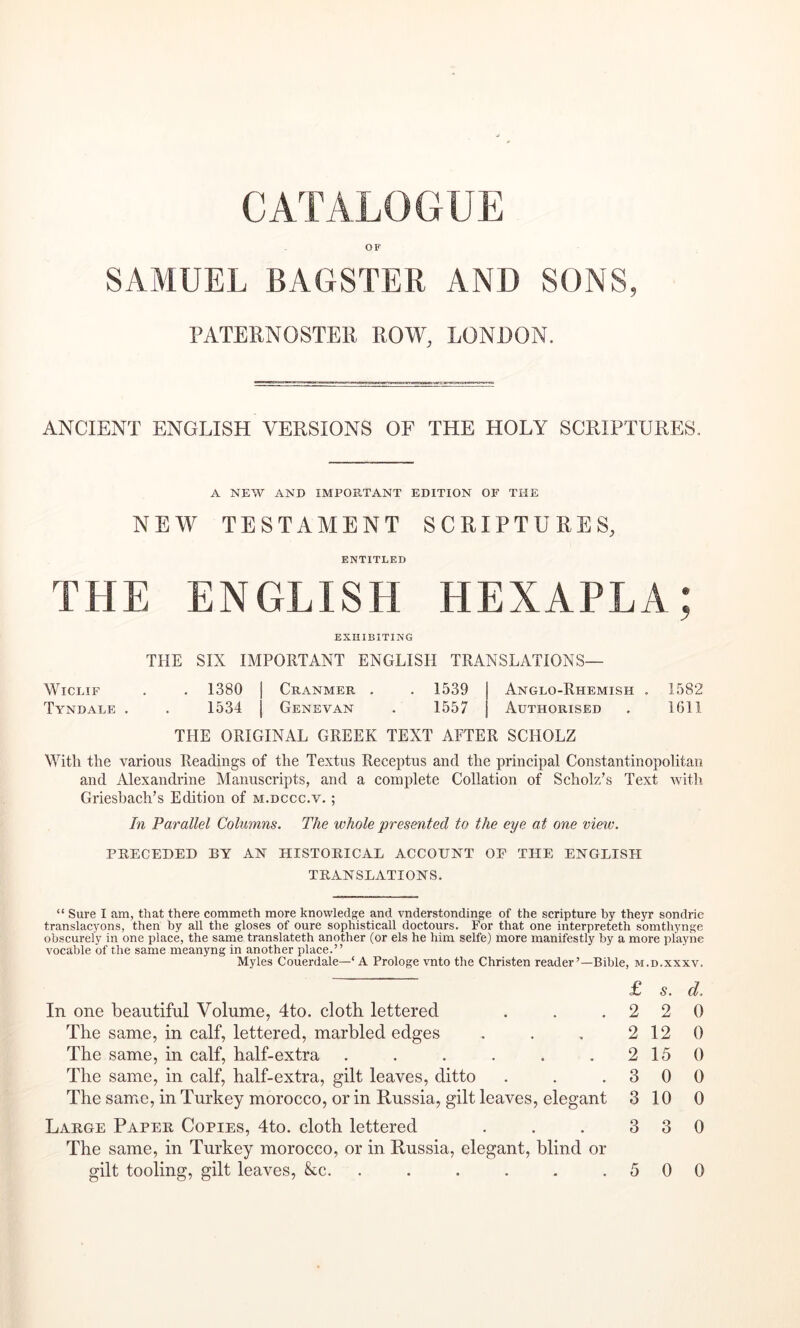 CATALOGUE
OF
SAMUEL BAGSTER AND SONS,
PATERNOSTER ROW, LONDON.
ANCIENT ENGLISH VERSIONS OF THE HOLY SCRIPTURES.
A NEW AND IMPORTANT EDITION OF THE
NEW TESTAMENT SCRIPTURES,
ENTITLED
THE ENGLISH HEXAPLA;
EXHIBITING
THE SIX IMPORTANT ENGLISH TRANSLATIONS—
WICLIF . . 1380 | CRANMER . . 1539 | ANGLO-RHEMISH . 1582
TYNDALE . . 1534 | GENEVAN . 1557 | AUTHORISED . 1611
THE ORIGINAL GREEK TEXT AFTER SCHOLZ
With the various Readings of the Textus Receptus and the principal Constantinopolitan
and Alexandrine Manuscripts, and a complete Collation of Scholz's Text with
Griesbach's Edition of M.DCCC.V. ;
In Parallel Columns. The whole presented to the eye at one view.
PRECEDED BY AN HISTORICAL ACCOUNT OF THE ENGLISH
TRANSLATIONS.
“ Sure I am, that there commeth more knowledge and vnderstondinge of the scripture by theyr sondrie
translacyons, then by all the gloses of oure sophisticall doctours. For that one interpreteth somthynge
obscurely in one place, the same translateth another (or els he him selfe) more manifestly by a more playne
vocable of the same meanyng in another place.”
Myles Couerdale—‘ A Prologe vnto the Christen reader’—Bible, M.D.XXXV.
£ s. d.
In one beautiful Volume, 4to. cloth lettered . . . 2 2 0
The same, in calf, lettered, marbled edges . . . 2 12 0
The same, in calf, half-extra . . . . . . 2 15 0
The same, in calf, half-extra, gilt leaves, ditto . . . 3 0 0
The same, in Turkey morocco, or in Russia, gilt leaves, elegant 3 10 0
LARGE PAPER COPIES, 4to. cloth lettered . . . 3 3 0
The same, in Turkey morocco, or in Russia, elegant, blind or
gilt tooling, gilt leaves, &c. . . . . . . 5 0 0